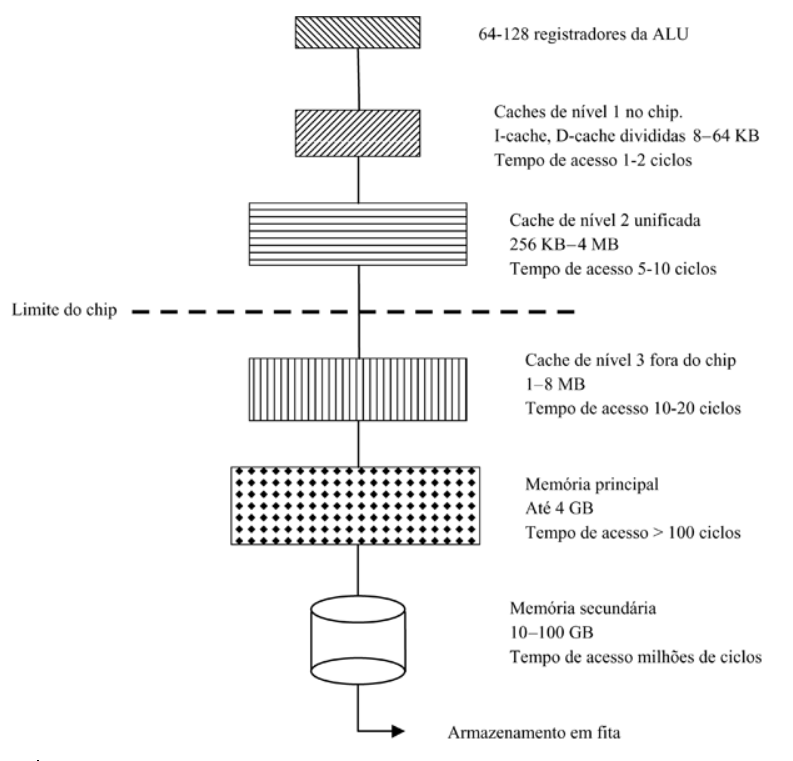 64-128 registradores da ALU
Caches de nível 1 no chip.
I-cache, D-cache divididas 8–64 KB
Tempo de acesso 1-2 ciclos
Cache de nível 2 unificada
256 KB–4 MB
Tempo de acesso 5-10 ciclos
Limite do chip
Cache de nível 3 fora do chip
1–8 MB
Tempo de acesso 10-20 ciclos
Memória principal
Até 4 GB
Tempo de acesso > 100 ciclos
Memória secundária
10–100 GB
Tempo de acesso milhões de ciclos
Armazenamento em fita